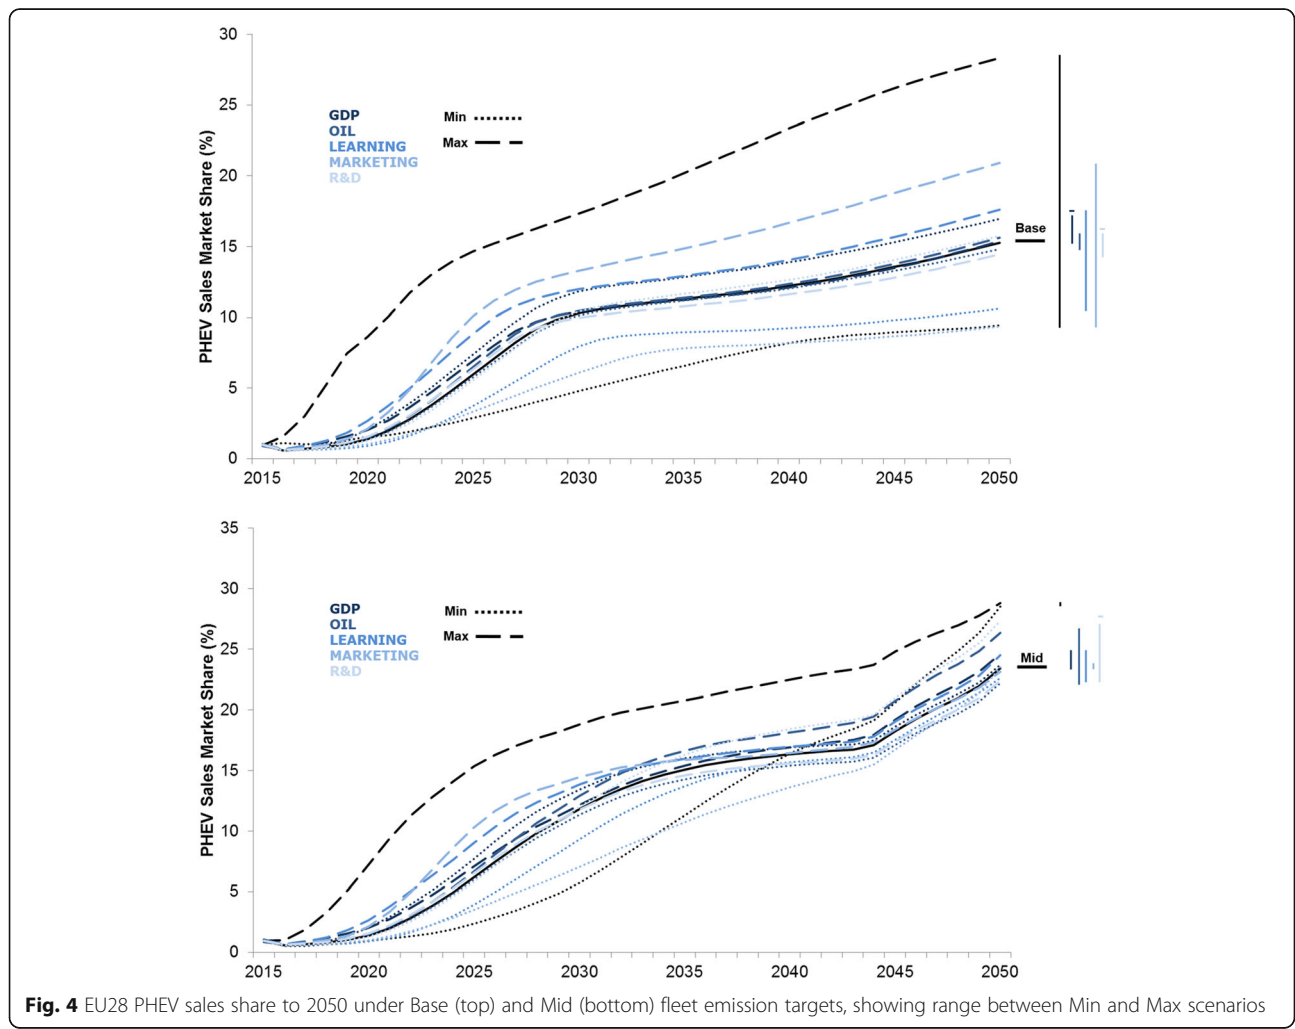 30
25
20
15
10
5
0
PHEV Sales Market Share (%)
GDP
OIL
LEARNING
MARKETING
R&D
Min
Max
Base
2015 2020 2025 2030 2035 2040 2045 2050
35
30
25
20
15
10
5
0
PHEV Sales Market Share (%)
GDP
OIL
LEARNING
MARKETING
R&D
Min
Max
Mid
2015 2020 2025 2030 2035 2040 2045 2050
Fig. 4 EU28 PHEV sales share to 2050 under Base (top) and Mid (bottom) fleet emission targets, showing range between Min and Max scenarios